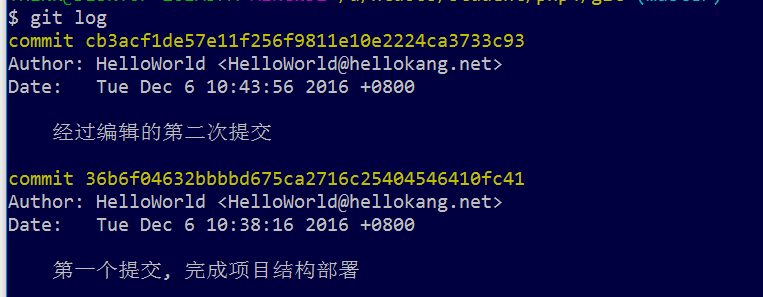 $ git log
commit cb3acf1de57e11f256f9811e10e2224ca3733c93
Author: HelloWorld <HelloWorld@hellokang.net>
Date:   Tue Dec 6 10:43:56 2016 +0800
经过编辑的第二次提交
commit 36b6f04632bbbbd675ca2716c25404546410fc41
Author: HelloWorld <HelloWorld@hellokang.net>
Date:   Tue Dec 6 10:38:16 2016 +0800
第一个提交, 完成项目结构部署